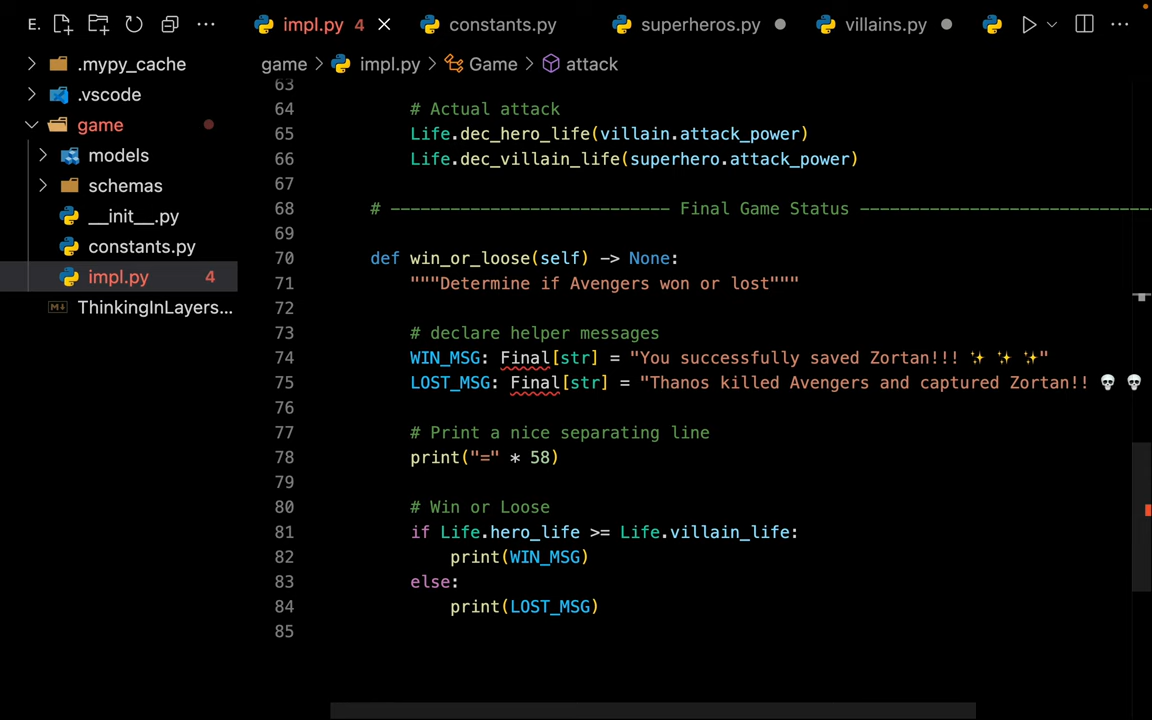 E. ...
impl.py 4 ×
constants.py
superheros.py
villains.py
.mypy_cache
.vscode
game
models
schemas
__init__.py
constants.py
impl.py 4
ThinkingInLayers...
game > impl.py > Game > attack
63
64 # Actual attack
65 Life.dec_hero_life(villain.attack_power)
66 Life.dec_villain_life(superhero.attack_power)
67
68 # ---------------------------- Final Game Status -----------------------------
69
70 def win_or_loose(self) -> None:
71 """Determine if Avengers won or lost"""
72
73 # declare helper messages
74 WIN_MSG: Final[str] = "You successfully saved Zortan!!! ✨ ✨ ✨"
75 LOST_MSG: Final[str] = "Thanos killed Avengers and captured Zortan!! 💀 💀
76
77 # Print a nice separating line
78 print("=" * 58)
79
80 # Win or Loose
81 if Life.hero_life >= Life.villain_life:
82 print(WIN_MSG)
83 else:
84 print(LOST_MSG)
85